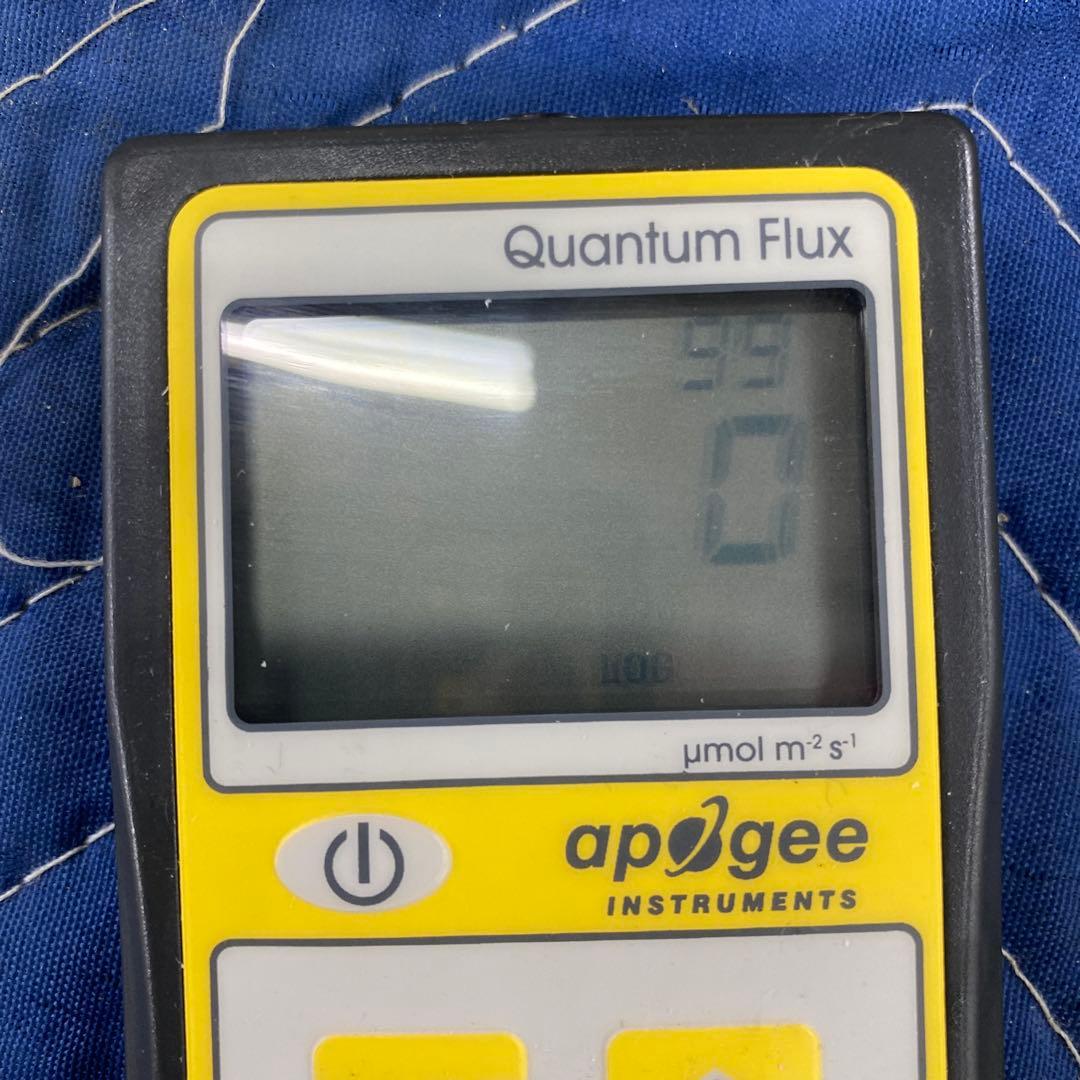 Quantum Flux
99
0
µmol m⁻² s⁻¹
apogee
INSTRUMENTS